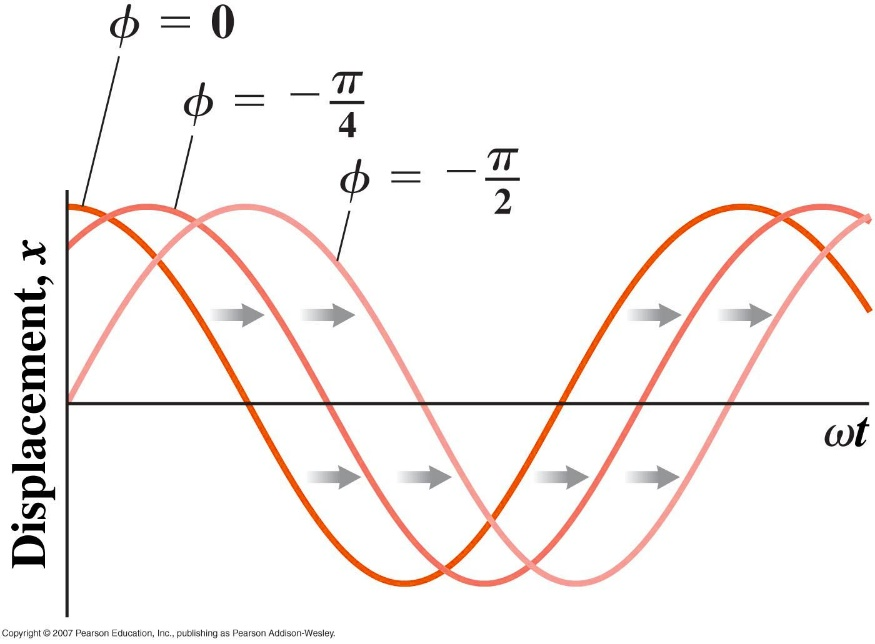 ϕ = 0
ϕ = −π/4
ϕ = −π/2
Displacement, x
ωt
Copyright © 2007 Pearson Education, Inc., publishing as Pearson Addison-Wesley.